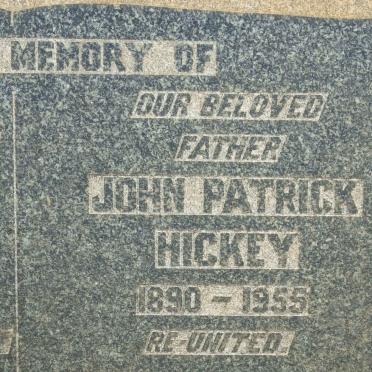 MEMORY OF
OUR BELOVED
FATHER
JOHN PATRICK
HICKEY
1890 - 1955
RE-UNITED